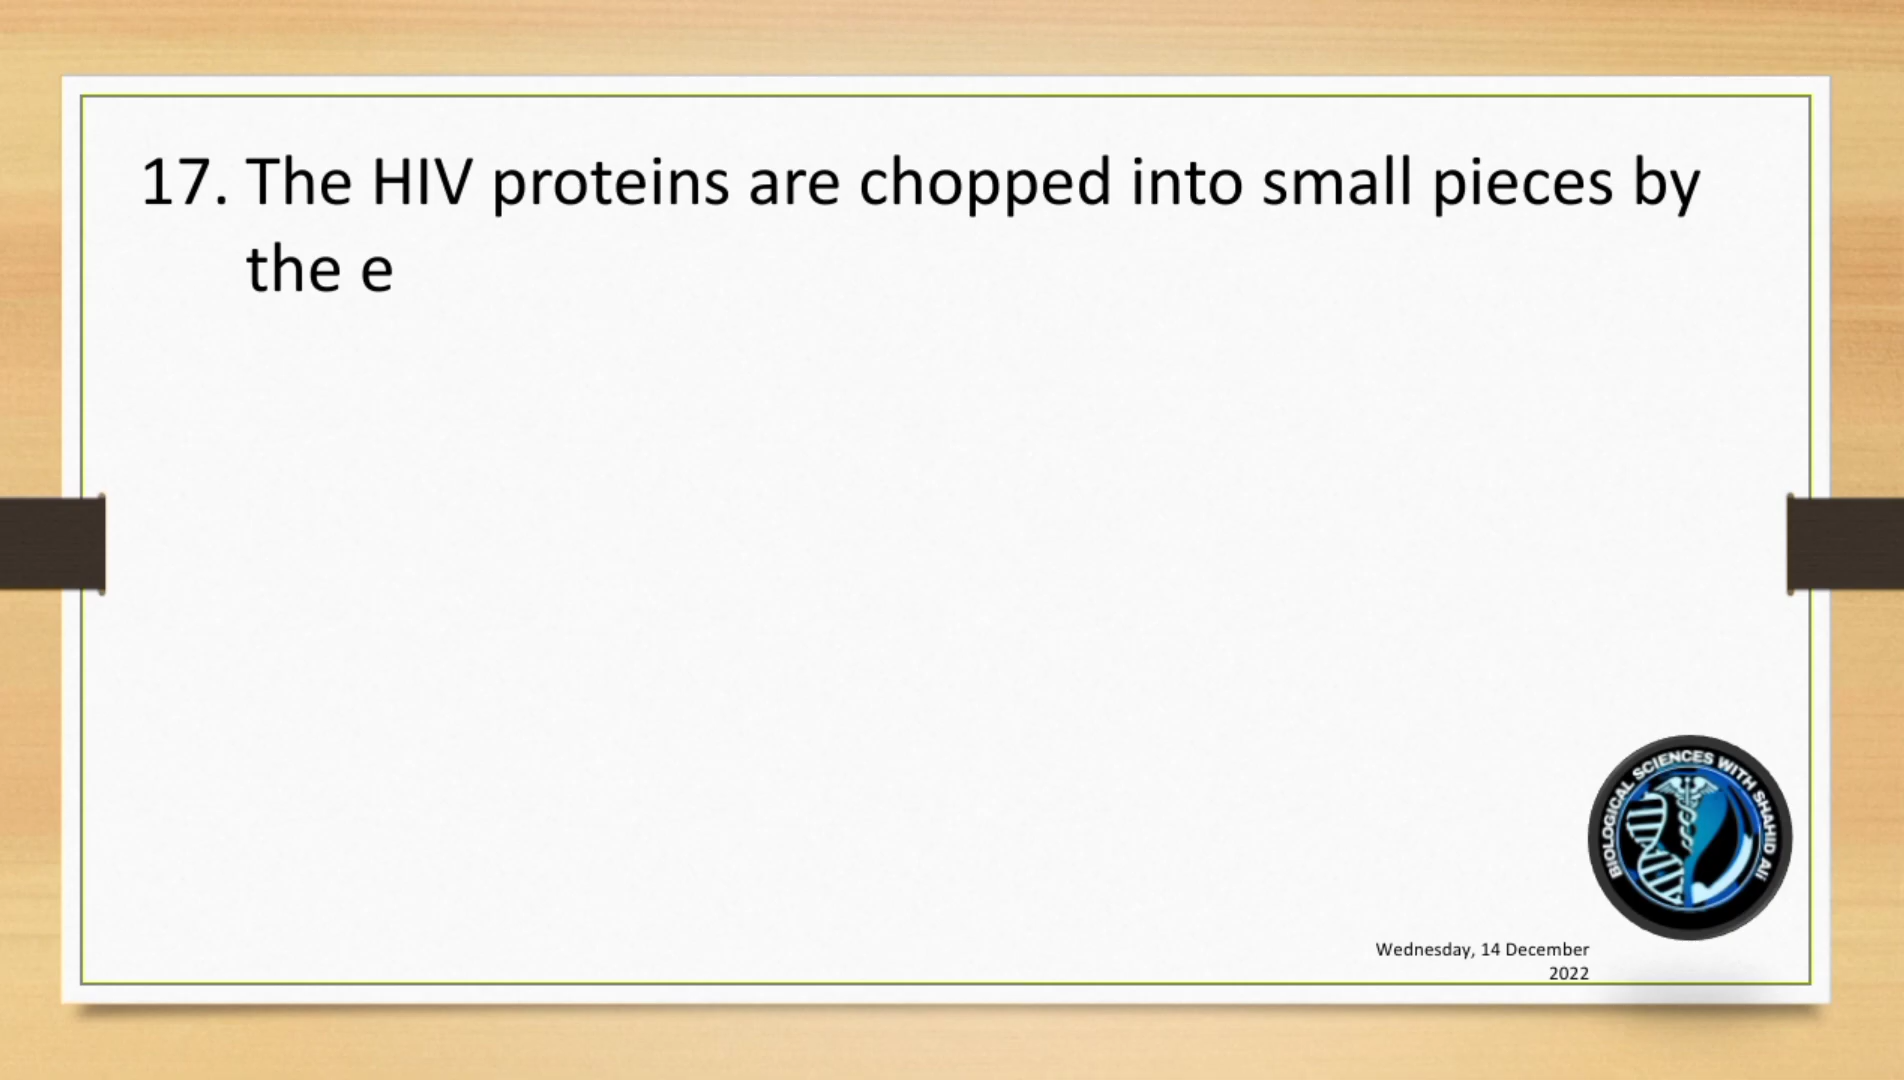 17. The HIV proteins are chopped into small pieces by
the e
BIOLOGICAL SCIENCES WITH SHAHID Ali
Wednesday, 14 December
2022